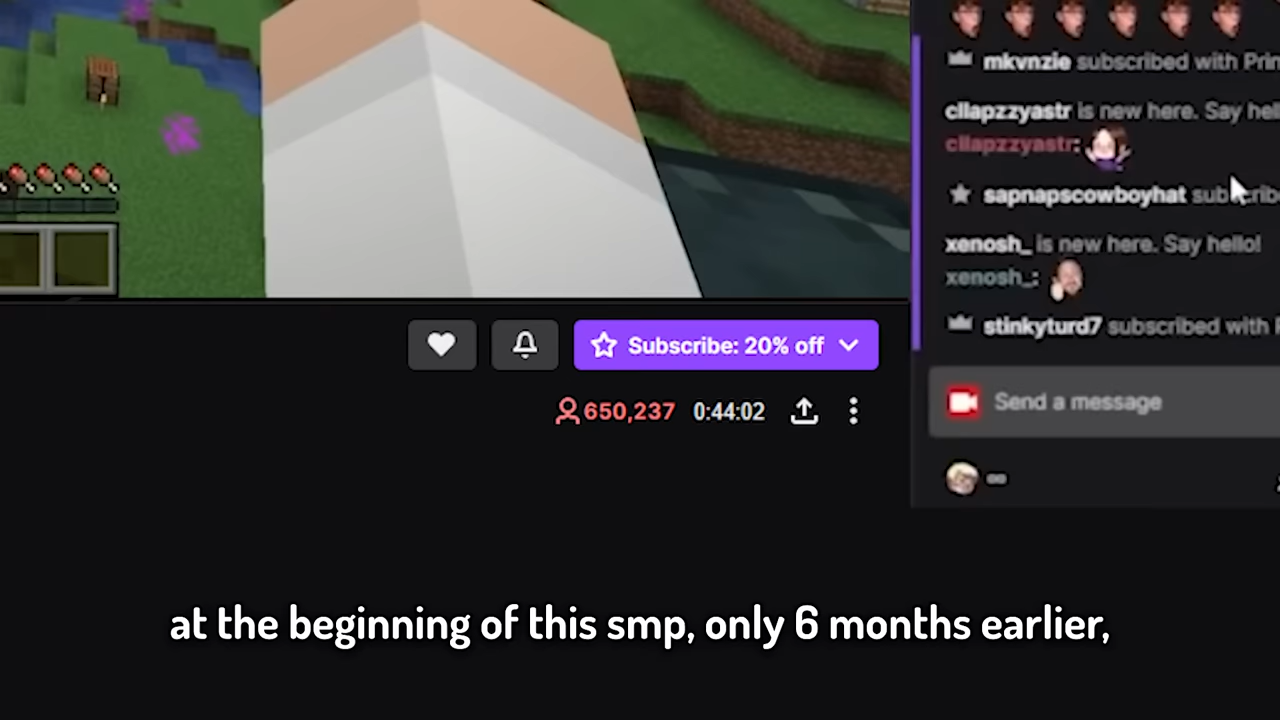 mkvnzie subscribed with Prin
cllapzzyastr is new here. Say hell
cllapzzyastr:
sapnapscowboyhat subscrib
xenosh_ is new here. Say hello!
xenosh_:
stinkyturd7 subscribed with P
Subscribe: 20% off
650,237 0:44:02
Send a message
at the beginning of this smp, only 6 months earlier,